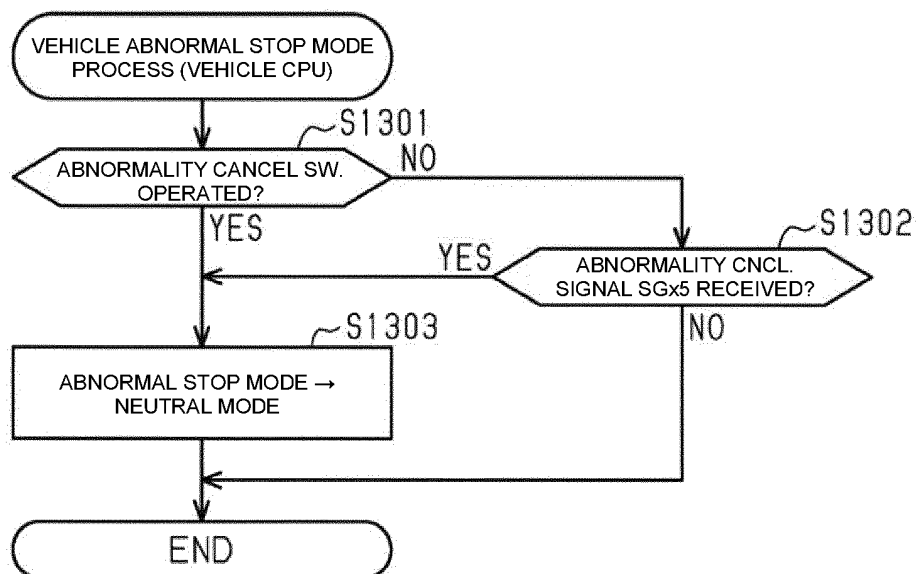 VEHICLE ABNORMAL STOP MODE
PROCESS (VEHICLE CPU)
S1301
ABNORMALITY CANCEL SW.
OPERATED?
NO
YES
S1302
YES
ABNORMALITY CNCL.
SIGNAL SGx5 RECEIVED?
NO
S1303
ABNORMAL STOP MODE →
NEUTRAL MODE
END